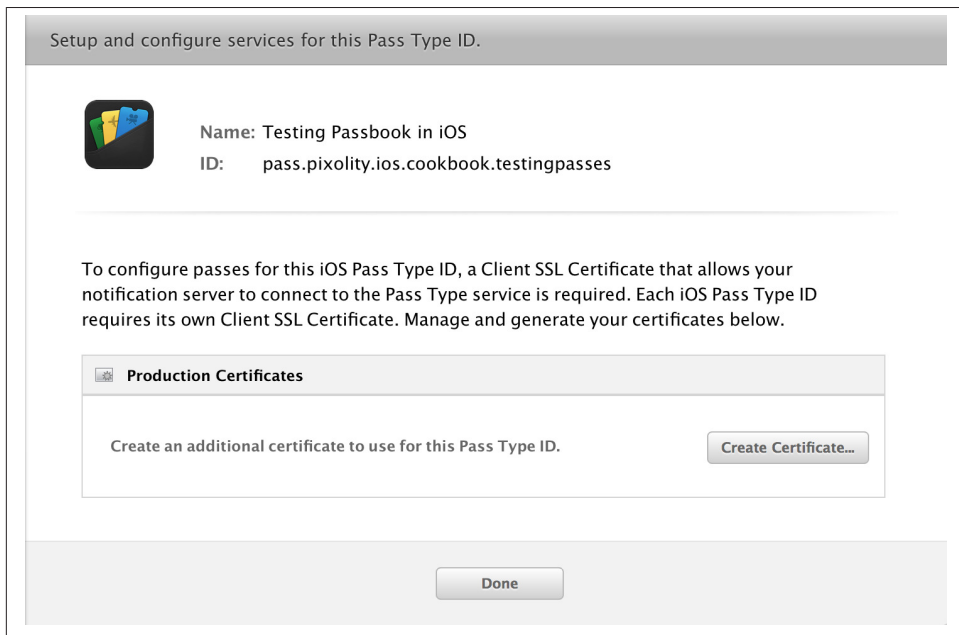 Setup and configure services for this Pass Type ID.
Name: Testing Passbook in iOS
ID: pass.pixolity.ios.cookbook.testingpasses
To configure passes for this iOS Pass Type ID, a Client SSL Certificate that allows your
notification server to connect to the Pass Type service is required. Each iOS Pass Type ID
requires its own Client SSL Certificate. Manage and generate your certificates below.
Production Certificates
Create an additional certificate to use for this Pass Type ID.
Create Certificate...
Done